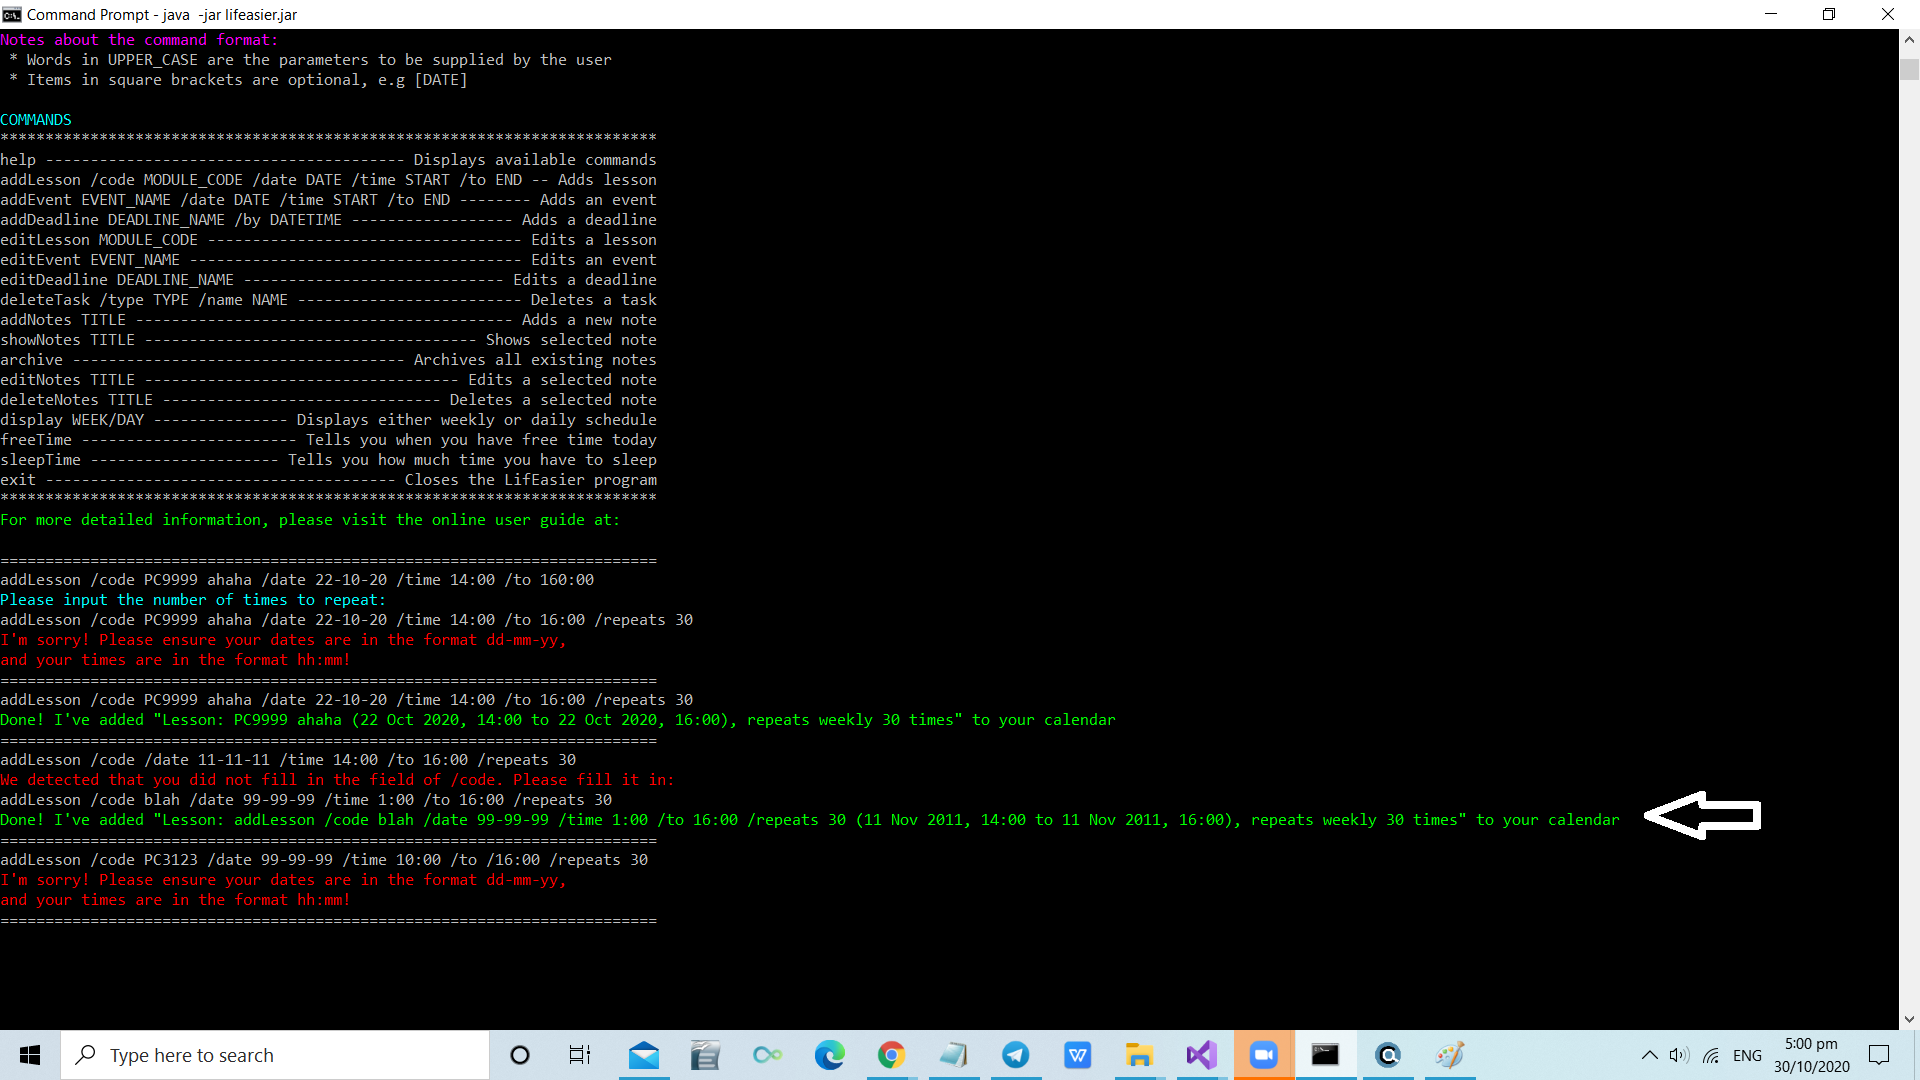 Command Prompt - java  -jar lifeasier.jar
Notes about the command format:
 * Words in UPPER_CASE are the parameters to be supplied by the user
 * Items in square brackets are optional, e.g [DATE]
COMMANDS
*************************************************************************
help ---------------------------------------- Displays available commands
addLesson /code MODULE_CODE /date DATE /time START /to END -- Adds lesson
addEvent EVENT_NAME /date DATE /time START /to END -------- Adds an event
addDeadline DEADLINE_NAME /by DATETIME ------------------ Adds a deadline
editLesson MODULE_CODE ----------------------------------- Edits a lesson
editEvent EVENT_NAME ------------------------------------- Edits an event
editDeadline DEADLINE_NAME ----------------------------- Edits a deadline
deleteTask /type TYPE /name NAME ------------------------- Deletes a task
addNotes TITLE ------------------------------------------ Adds a new note
showNotes TITLE ------------------------------------- Shows selected note
archive ------------------------------------- Archives all existing notes
editNotes TITLE ----------------------------------- Edits a selected note
deleteNotes TITLE ------------------------------- Deletes a selected note
display WEEK/DAY --------------- Displays either weekly or daily schedule
freeTime ------------------------ Tells you when you have free time today
sleepTime --------------------- Tells you how much time you have to sleep
exit --------------------------------------- Closes the LifEasier program
*************************************************************************
For more detailed information, please visit the online user guide at:
=========================================================================
addLesson /code PC9999 ahaha /date 22-10-20 /time 14:00 /to 160:00
Please input the number of times to repeat:
addLesson /code PC9999 ahaha /date 22-10-20 /time 14:00 /to 16:00 /repeats 30
I'm sorry! Please ensure your dates are in the format dd-mm-yy,
and your times are in the format hh:mm!
=========================================================================
addLesson /code PC9999 ahaha /date 22-10-20 /time 14:00 /to 16:00 /repeats 30
Done! I've added "Lesson: PC9999 ahaha (22 Oct 2020, 14:00 to 22 Oct 2020, 16:00), repeats weekly 30 times" to your calendar
=========================================================================
addLesson /code /date 11-11-11 /time 14:00 /to 16:00 /repeats 30
We detected that you did not fill in the field of /code. Please fill it in:
addLesson /code blah /date 99-99-99 /time 1:00 /to 16:00 /repeats 30
Done! I've added "Lesson: addLesson /code blah /date 99-99-99 /time 1:00 /to 16:00 /repeats 30 (11 Nov 2011, 14:00 to 11 Nov 2011, 16:00), repeats weekly 30 times" to your calendar
=========================================================================
addLesson /code PC3123 /date 99-99-99 /time 10:00 /to /16:00 /repeats 30
I'm sorry! Please ensure your dates are in the format dd-mm-yy,
and your times are in the format hh:mm!
=========================================================================
Type here to search
ENG
5:00 pm
30/10/2020